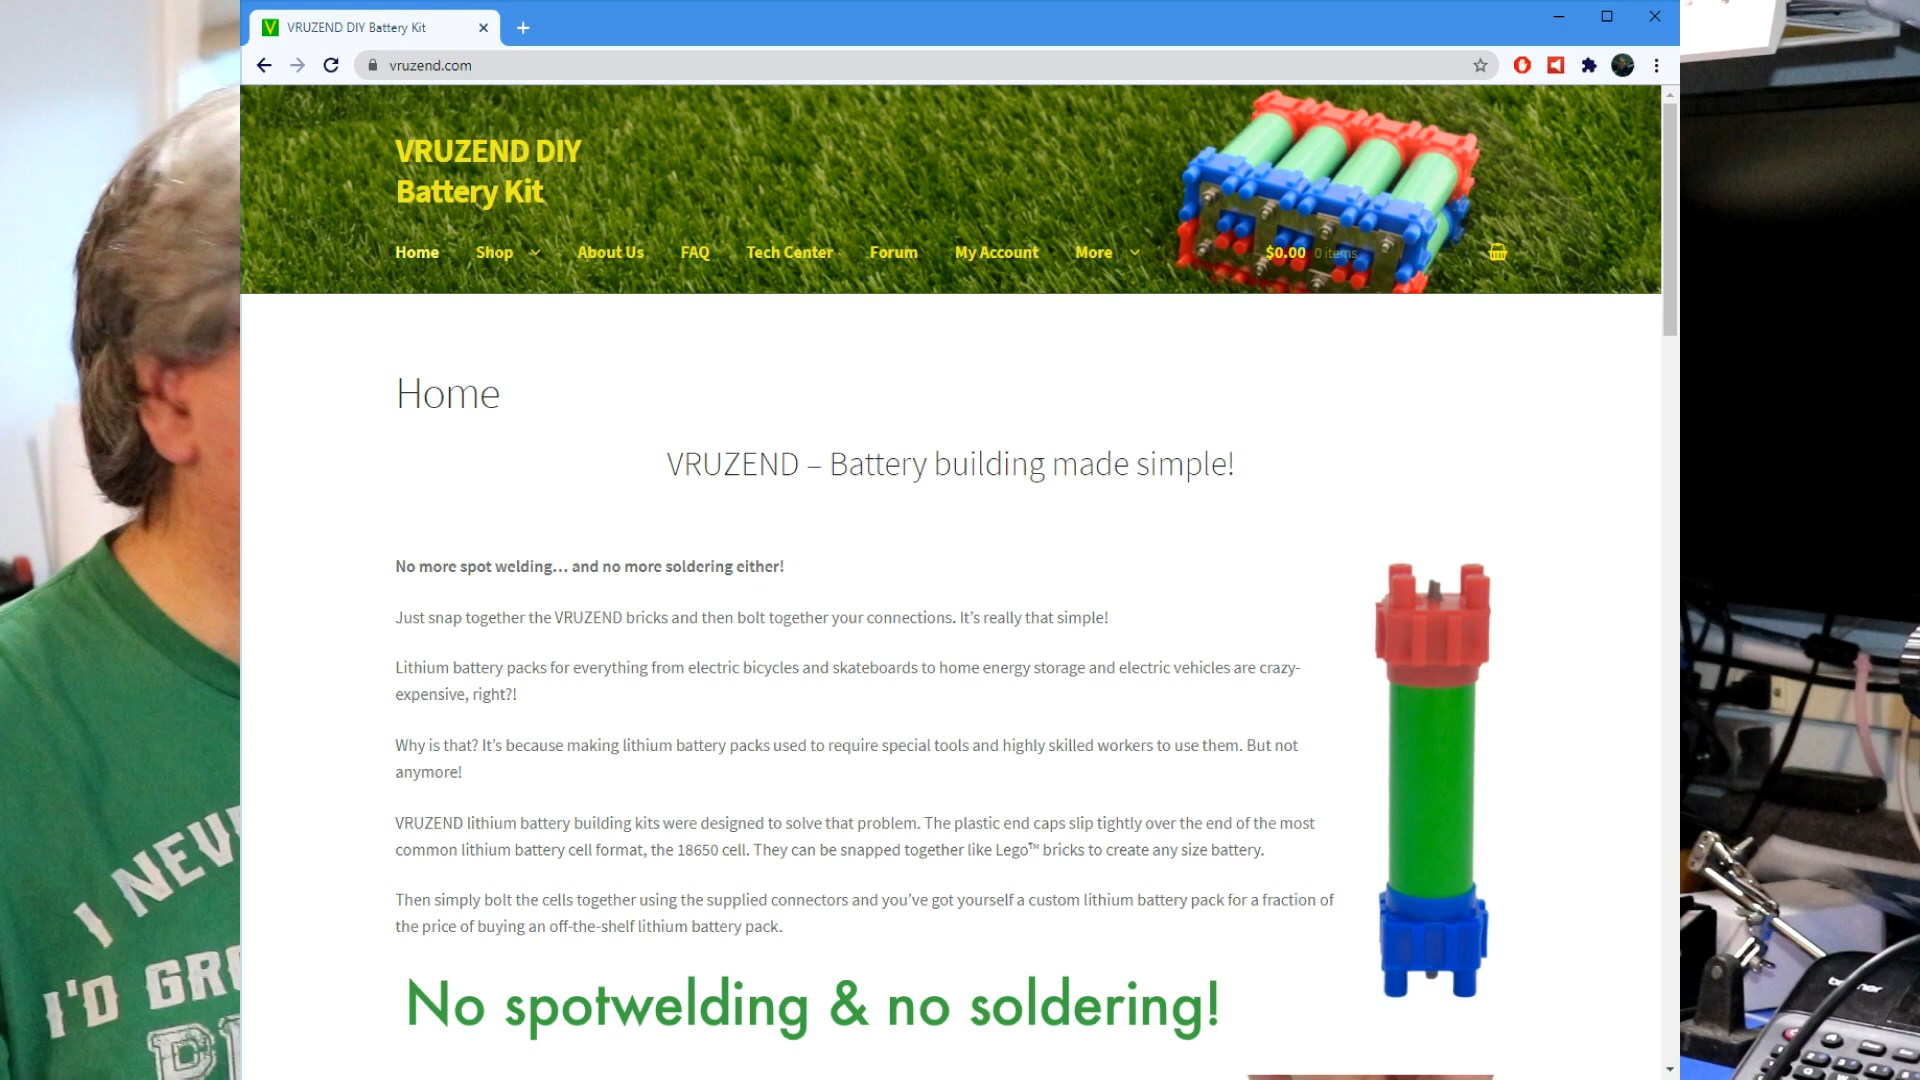 VRUZEND DIY Battery Kit
vruzend.com
VRUZEND DIY
Battery Kit
Home Shop About Us FAQ Tech Center Forum My Account More $0.00 0 items
Home
VRUZEND – Battery building made simple!
No more spot welding… and no more soldering either!
Just snap together the VRUZEND bricks and then bolt together your connections. It’s really that simple!
Lithium battery packs for everything from electric bicycles and skateboards to home energy storage and electric vehicles are crazy-
expensive, right?!
Why is that? It’s because making lithium battery packs used to require special tools and highly skilled workers to use them. But not
anymore!
VRUZEND lithium battery building kits were designed to solve that problem. The plastic end caps slip tightly over the end of the most
common lithium battery cell format, the 18650 cell. They can be snapped together like Lego™ bricks to create any size battery.
Then simply bolt the cells together using the supplied connectors and you’ve got yourself a custom lithium battery pack for a fraction of
the price of buying an off-the-shelf lithium battery pack.
No spotwelding & no soldering!
I NEV
I'D GR